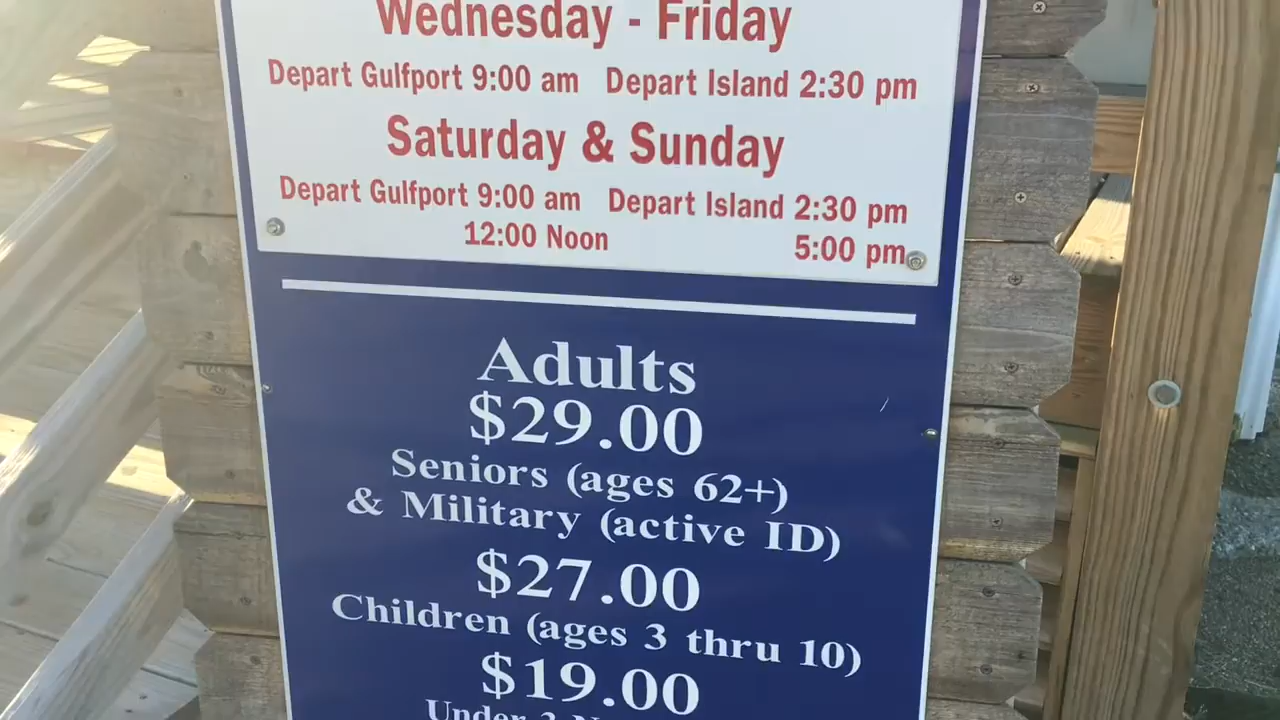 Wednesday - Friday
Depart Gulfport 9:00 am Depart Island 2:30 pm
Saturday & Sunday
Depart Gulfport 9:00 am Depart Island 2:30 pm
12:00 Noon 5:00 pm
Adults
$29.00
Seniors (ages 62+)
& Military (active ID)
$27.00
Children (ages 3 thru 10)
$19.00
Under 3